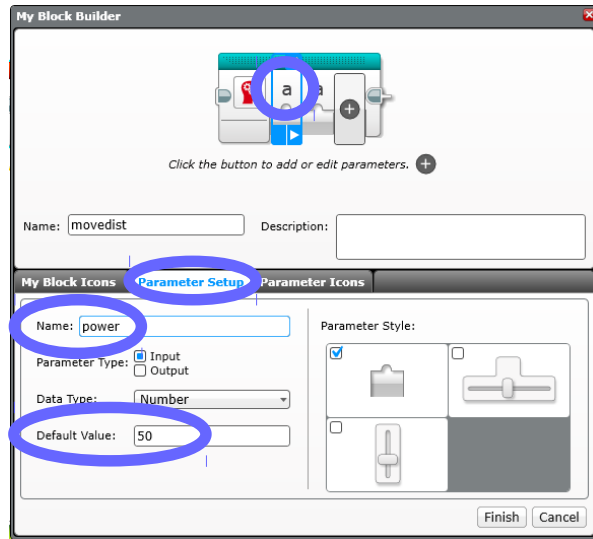 My Block Builder
a a
Click the button to add or edit parameters.
Name: movedist Description:
My Block Icons Parameter Setup Parameter Icons
Name: power Parameter Style:
Parameter Type: Input
Output
Data Type: Number
Default Value: 50
Finish Cancel